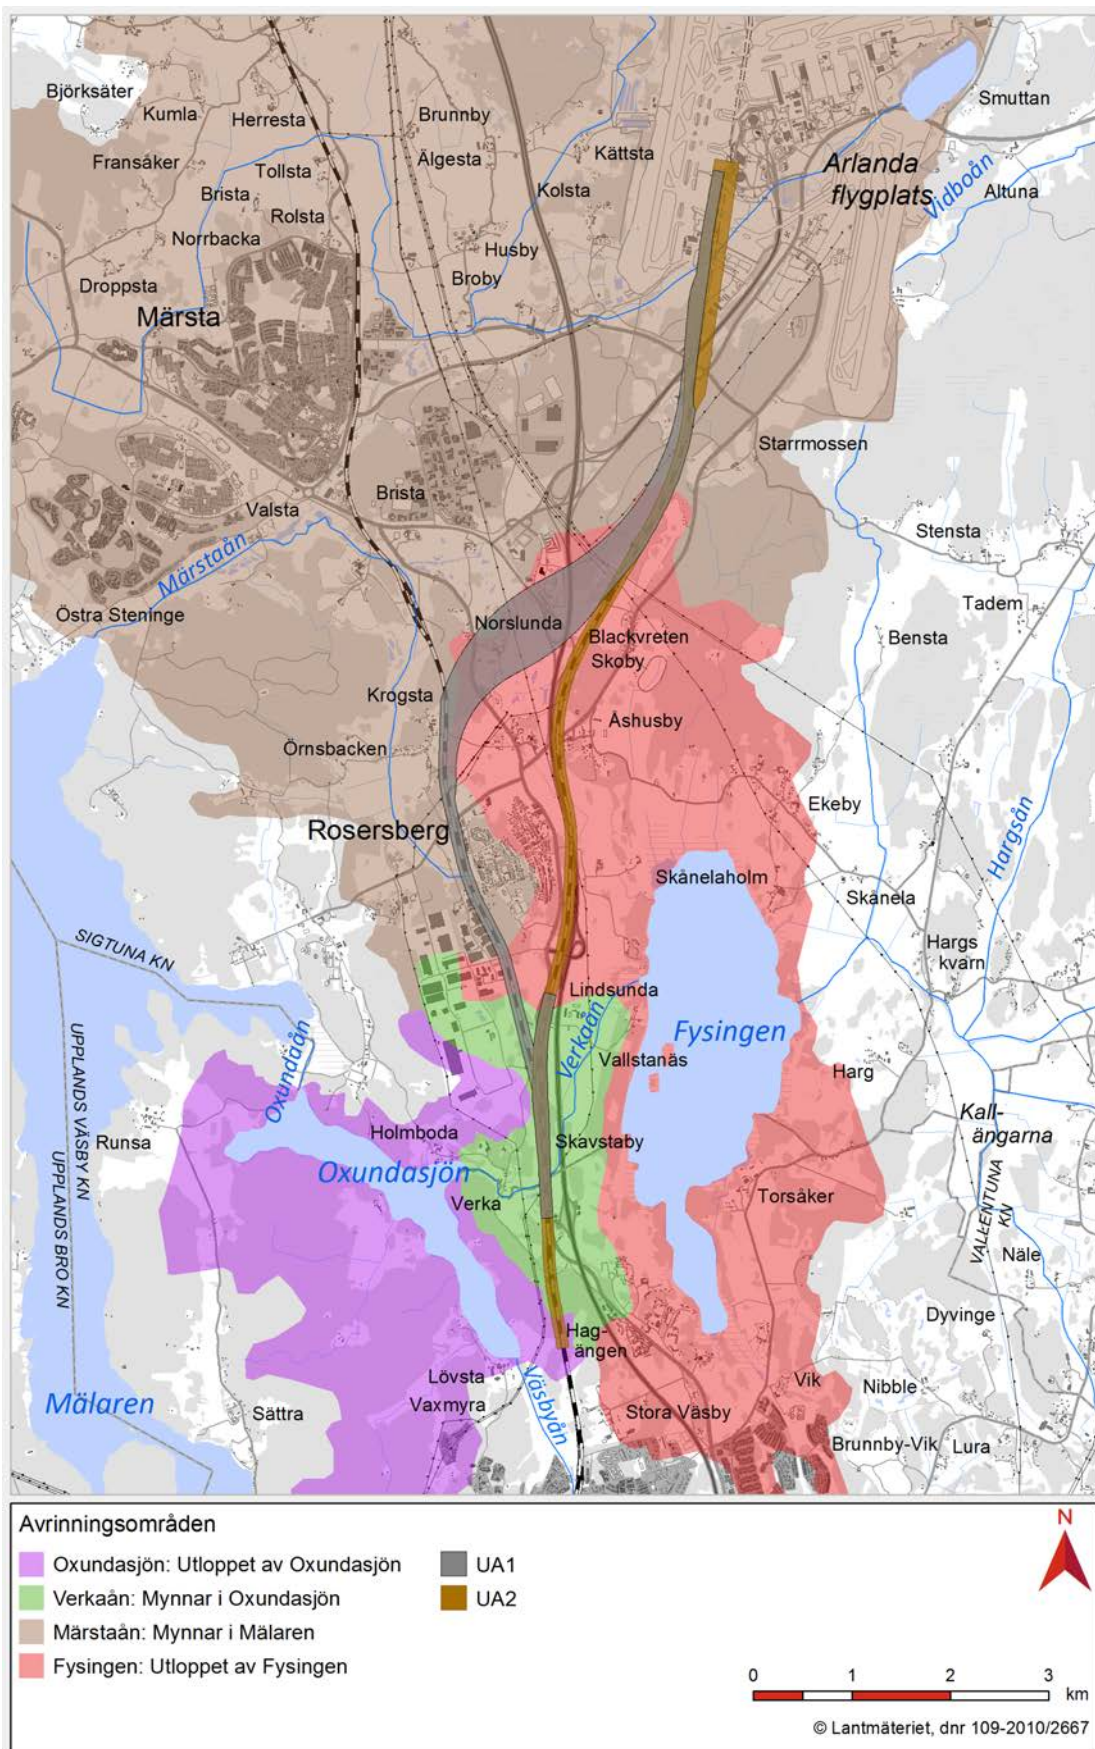 Björksäter
Kumla
Herresta
Brunnby
Smuttan
Fransåker
Tollsta
Älgesta
Kättsta
Arlanda
flygplats
Vidboån
Altuna
Brista
Kolsta
Rolsta
Norrbacka
Husby
Broby
Droppsta
Märsta
Starrmossen
Brista
Valsta
Stensta
Märstaån
Tadem
Östra Steninge
Norslunda
Blackvreten
Skoby
Bensta
Krogsta
Åshusby
Örnsbacken
Ekeby
Hargsån
Rosersberg
Skånelaholm
Skånela
SIGTUNA KN
Hargs
kvarn
Lindsunda
UPPLANDS VÄSBY KN
UPPLANDS BRO KN
Oxundaån
Verkaån
Fysingen
Vallstanäs
Harg
Kall-
ängarna
Runsa
Holmboda
Skavstaby
Oxundasjön
Verka
Torsåker
VALLENTUNA
KN
Näle
Dyvinge
Hag-
ängen
Lövsta
Väsbyån
Vik
Nibble
Mälaren
Sättra
Vaxmyra
Stora Väsby
Brunnby-Vik
Lura
Avrinningsområden
Oxundasjön: Utloppet av Oxundasjön
UA1
Verkaån: Mynnar i Oxundasjön
UA2
Märstaån: Mynnar i Mälaren
Fysingen: Utloppet av Fysingen
N
0 1 2 3
km
© Lantmäteriet, dnr 109-2010/2667